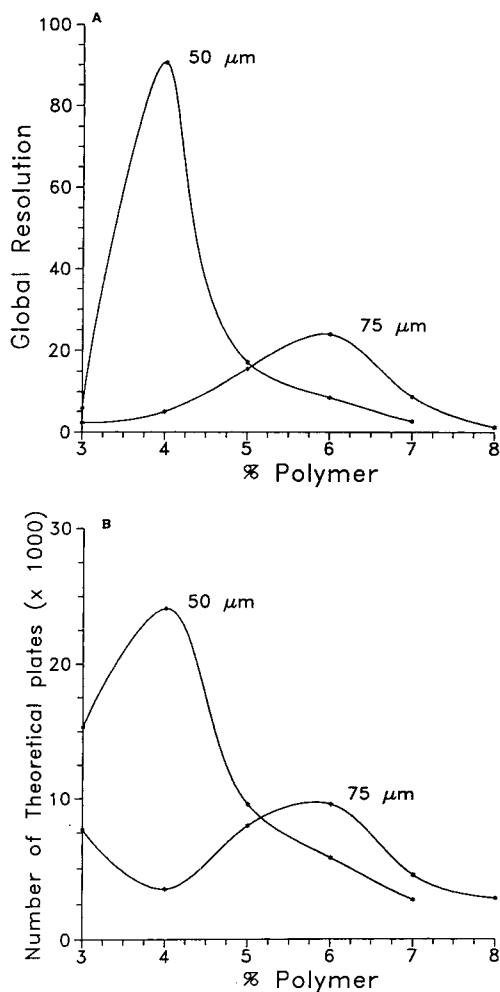 A
100
80
60
40
20
0
Global Resolution
50 μm
75 μm
3 4 5 6 7 8
% Polymer
B
30
20
10
0
Number of Theoretical plates (x 1000)
50 μm
75 μm
3 4 5 6 7 8
% Polymer